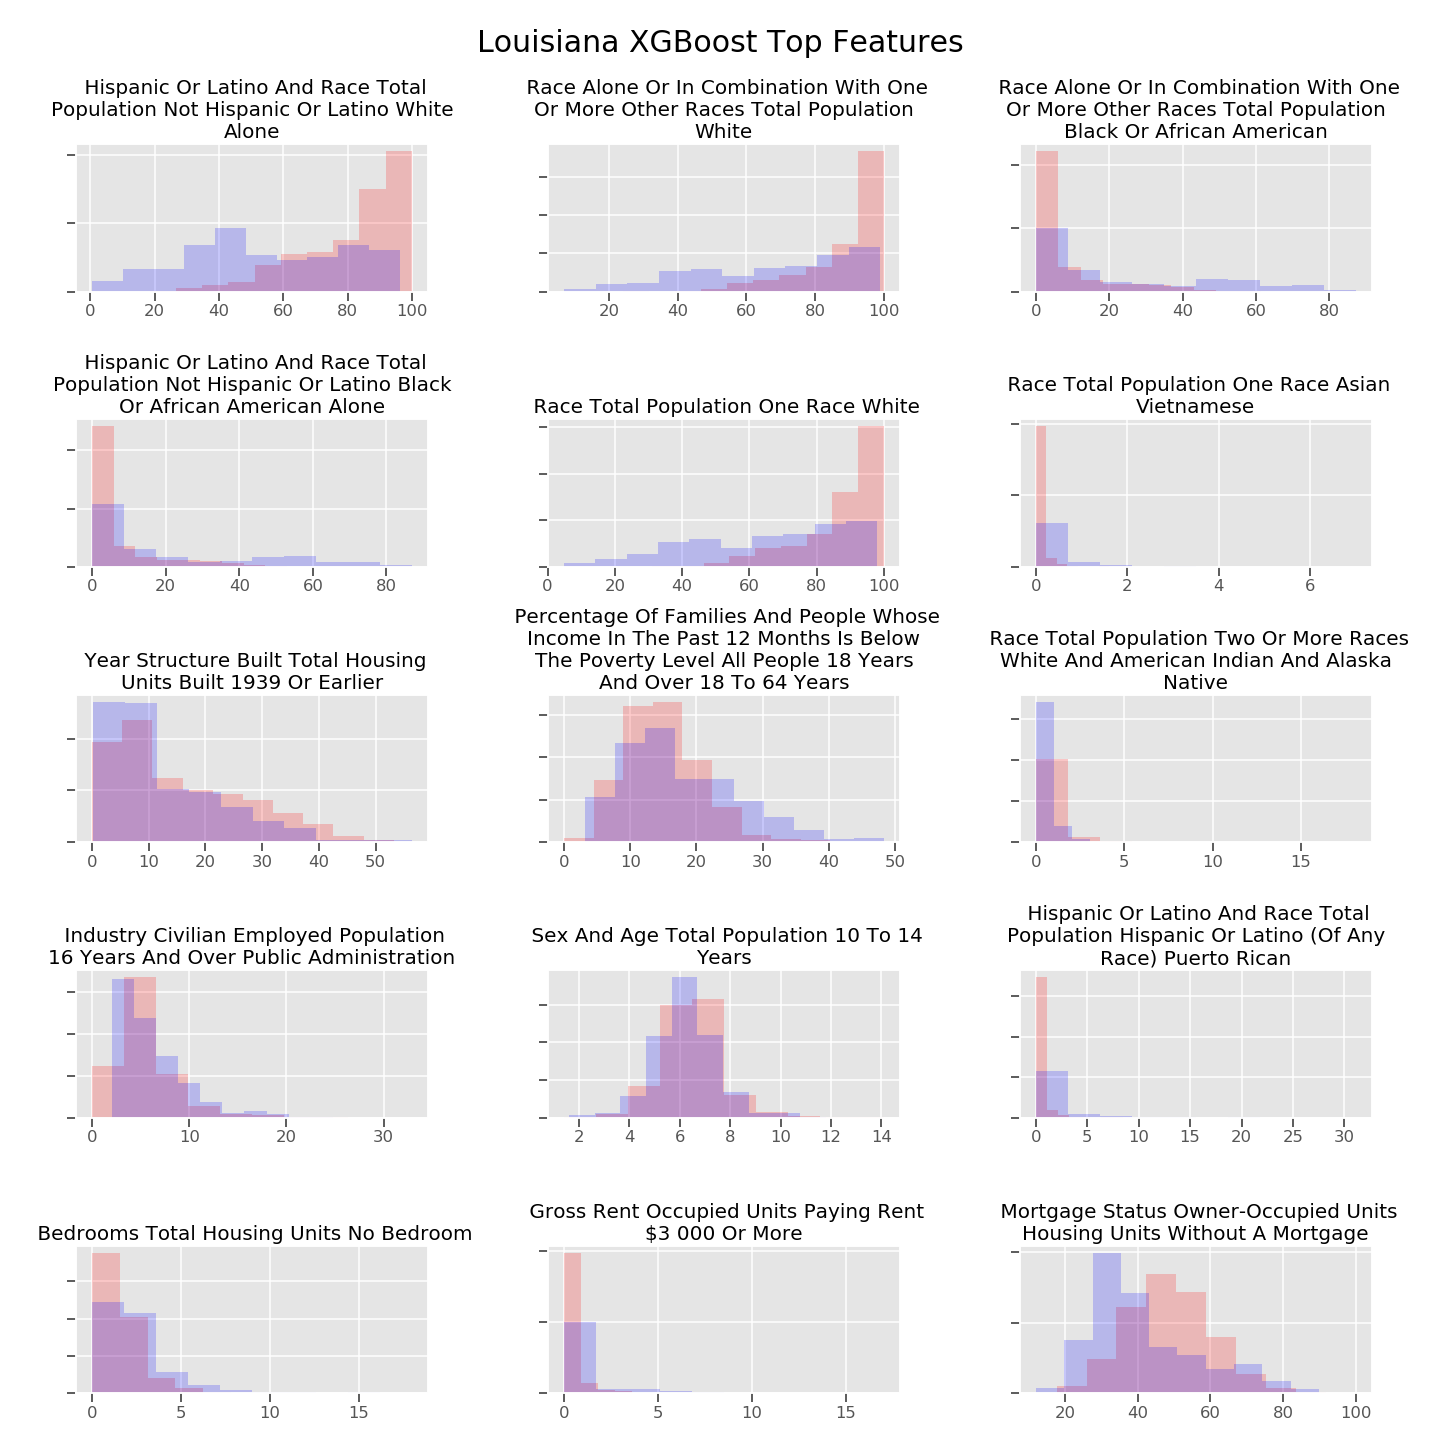 Louisiana XGBoost Top Features
Hispanic Or Latino And Race Total
Population Not Hispanic Or Latino White
Alone
0 20 40 60 80 100
Race Alone Or In Combination With One
Or More Other Races Total Population
White
20 40 60 80 100
Race Alone Or In Combination With One
Or More Other Races Total Population
Black Or African American
0 20 40 60 80
Hispanic Or Latino And Race Total
Population Not Hispanic Or Latino Black
Or African American Alone
0 20 40 60 80
Race Total Population One Race White
0 20 40 60 80 100
Race Total Population One Race Asian
Vietnamese
0 2 4 6
Year Structure Built Total Housing
Units Built 1939 Or Earlier
0 10 20 30 40 50
Percentage Of Families And People Whose
Income In The Past 12 Months Is Below
The Poverty Level All People 18 Years
And Over 18 To 64 Years
0 10 20 30 40 50
Race Total Population Two Or More Races
White And American Indian And Alaska
Native
0 5 10 15
Industry Civilian Employed Population
16 Years And Over Public Administration
0 10 20 30
Sex And Age Total Population 10 To 14
Years
2 4 6 8 10 12 14
Hispanic Or Latino And Race Total
Population Hispanic Or Latino (Of Any
Race) Puerto Rican
0 5 10 15 20 25 30
Bedrooms Total Housing Units No Bedroom
0 5 10 15
Gross Rent Occupied Units Paying Rent
$3 000 Or More
0 5 10 15
Mortgage Status Owner-Occupied Units
Housing Units Without A Mortgage
20 40 60 80 100